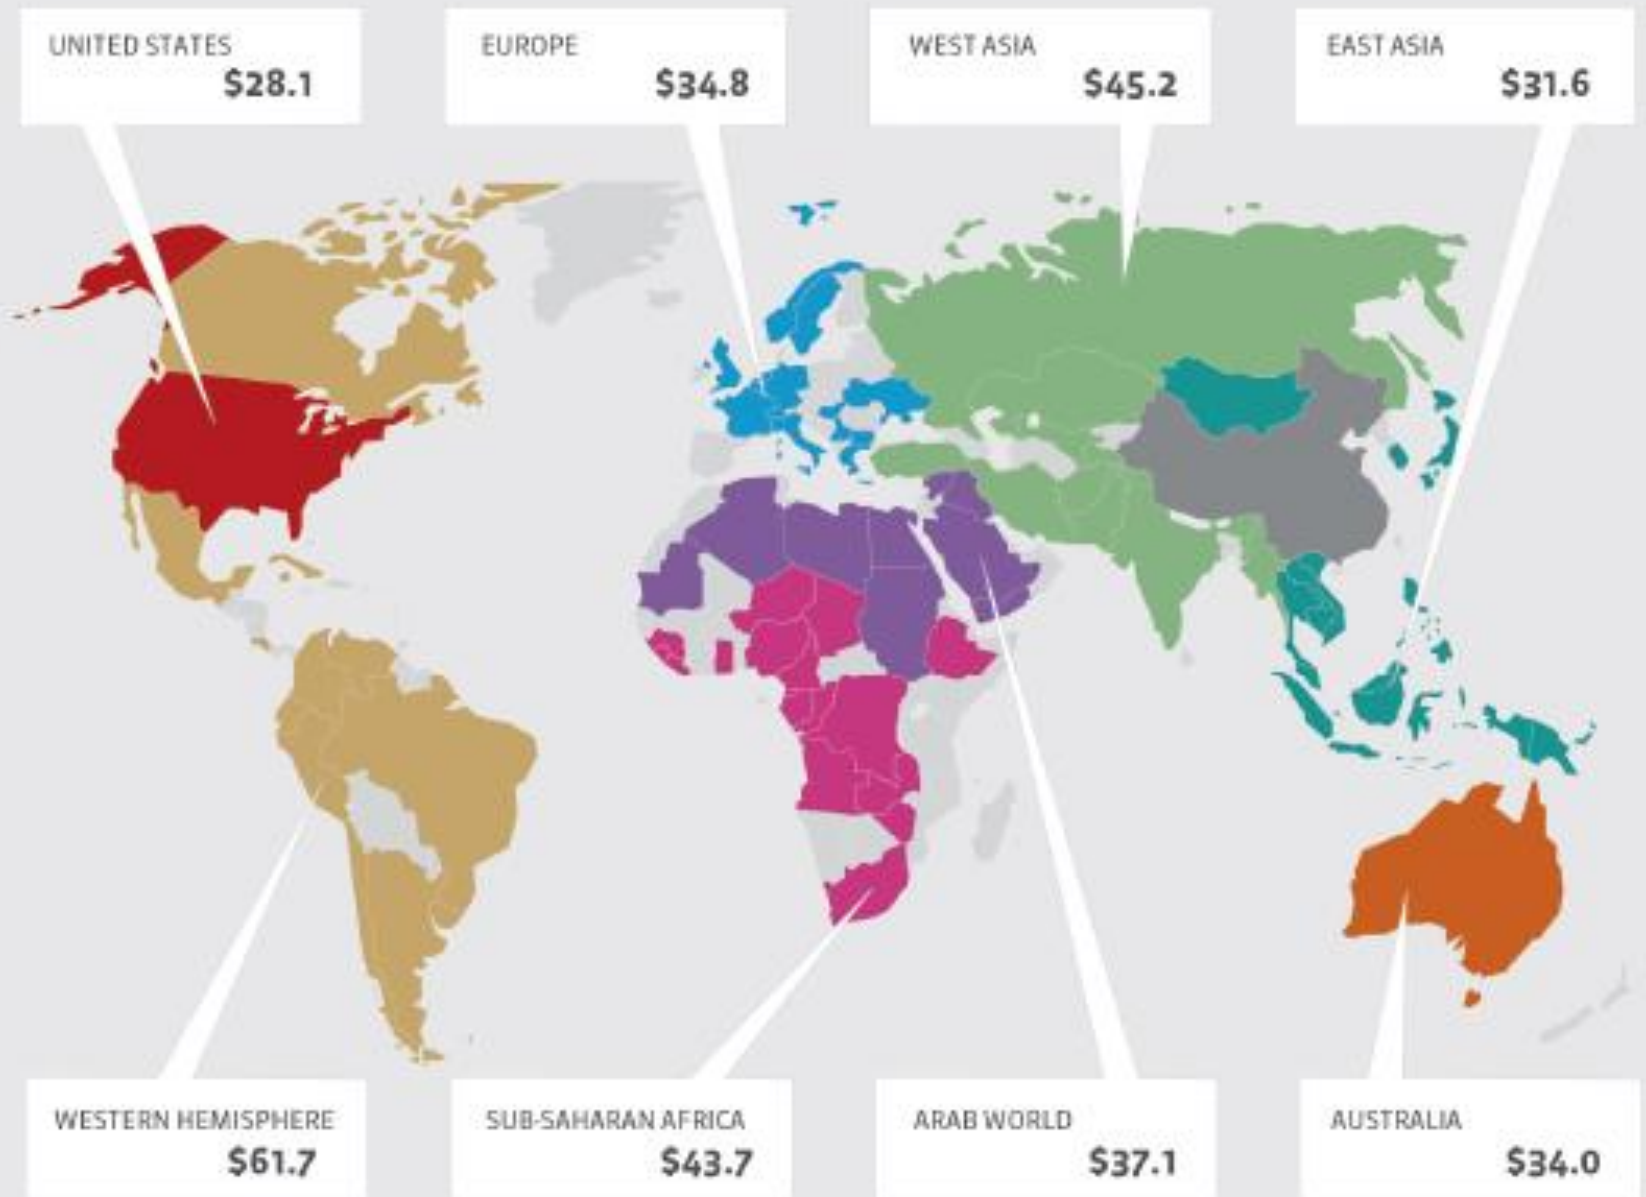 UNITED STATES
$28.1
EUROPE
$34.8
WEST ASIA
$45.2
EAST ASIA
$31.6
WESTERN HEMISPHERE
$61.7
SUB-SAHARAN AFRICA
$43.7
ARAB WORLD
$37.1
AUSTRALIA
$34.0